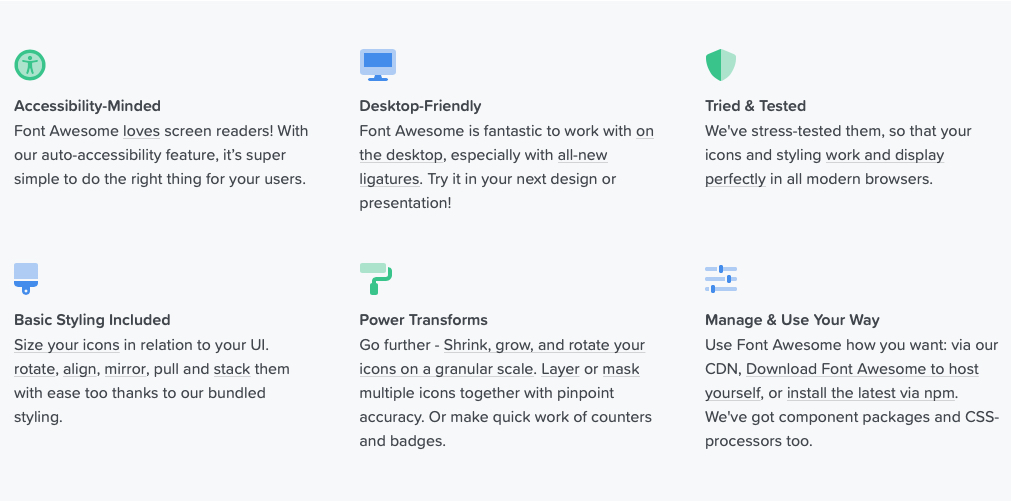 Accessibility-Minded
Font Awesome loves screen readers! With
our auto-accessibility feature, it’s super
simple to do the right thing for your users.
Desktop-Friendly
Font Awesome is fantastic to work with on
the desktop, especially with all-new
ligatures. Try it in your next design or
presentation!
Tried & Tested
We've stress-tested them, so that your
icons and styling work and display
perfectly in all modern browsers.
Basic Styling Included
Size your icons in relation to your UI.
rotate, align, mirror, pull and stack them
with ease too thanks to our bundled
styling.
Power Transforms
Go further - Shrink, grow, and rotate your
icons on a granular scale. Layer or mask
multiple icons together with pinpoint
accuracy. Or make quick work of counters
and badges.
Manage & Use Your Way
Use Font Awesome how you want: via our
CDN, Download Font Awesome to host
yourself, or install the latest via npm.
We've got component packages and CSS-
processors too.